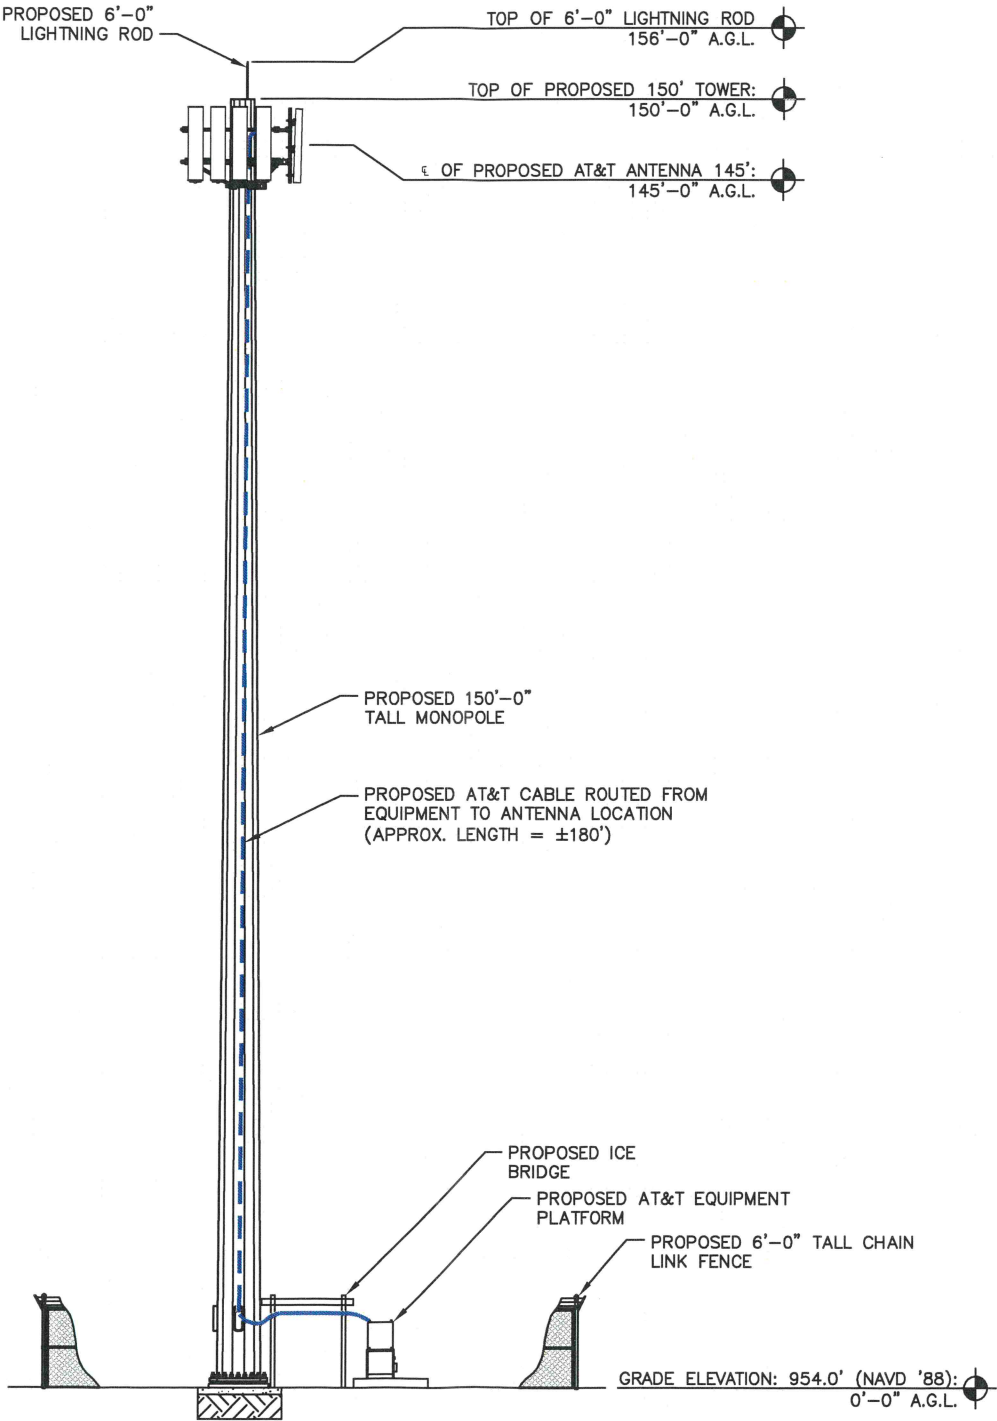 PROPOSED 6'-0"
LIGHTNING ROD
TOP OF 6'-0" LIGHTNING ROD
156'-0" A.G.L.
TOP OF PROPOSED 150' TOWER:
150'-0" A.G.L.
℄ OF PROPOSED AT&T ANTENNA 145':
145'-0" A.G.L.
PROPOSED 150'-0"
TALL MONOPOLE
PROPOSED AT&T CABLE ROUTED FROM
EQUIPMENT TO ANTENNA LOCATION
(APPROX. LENGTH = ±180')
PROPOSED ICE
BRIDGE
PROPOSED AT&T EQUIPMENT
PLATFORM
PROPOSED 6'-0" TALL CHAIN
LINK FENCE
GRADE ELEVATION: 954.0' (NAVD '88):
0'-0" A.G.L.